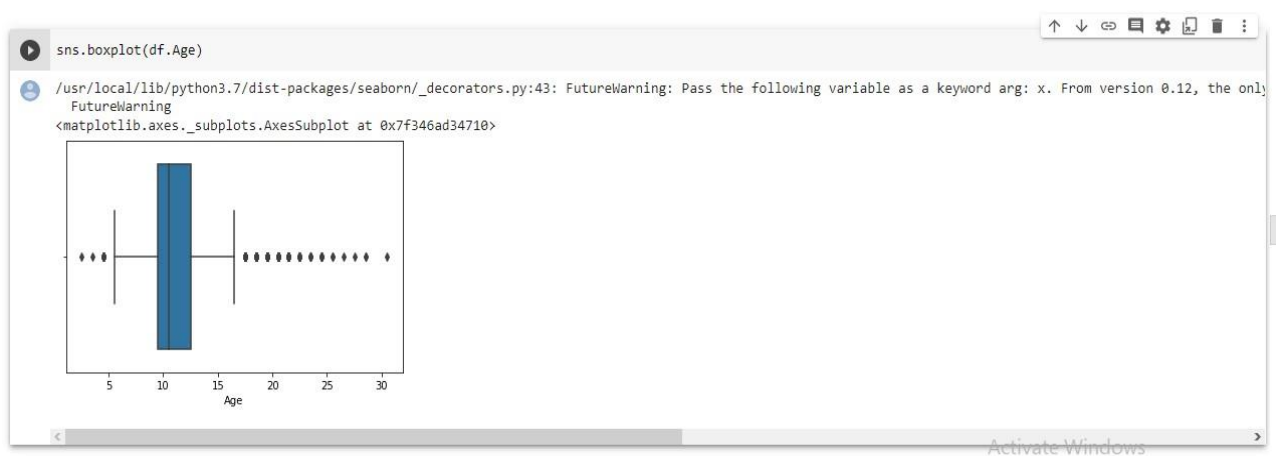 sns.boxplot(df.Age)
/usr/local/lib/python3.7/dist-packages/seaborn/_decorators.py:43: FutureWarning: Pass the following variable as a keyword arg: x. From version 0.12, the only
FutureWarning
<matplotlib.axes._subplots.AxesSubplot at 0x7f346ad34710>
5 10 15 20 25 30
Age
Activate Windows